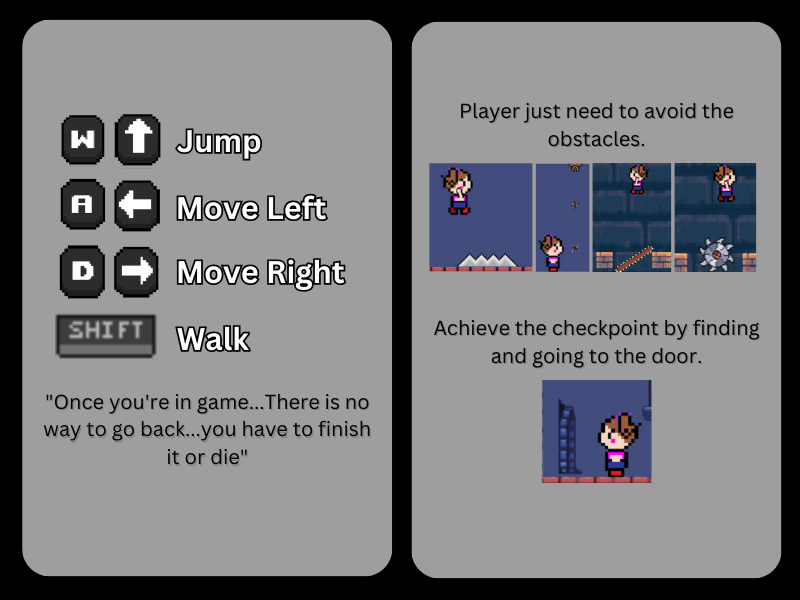 W Jump
A Move Left
D Move Right
SHIFT Walk
"Once you're in game...There is no
way to go back...you have to finish
it or die"
Player just need to avoid the
obstacles.
Achieve the checkpoint by finding
and going to the door.